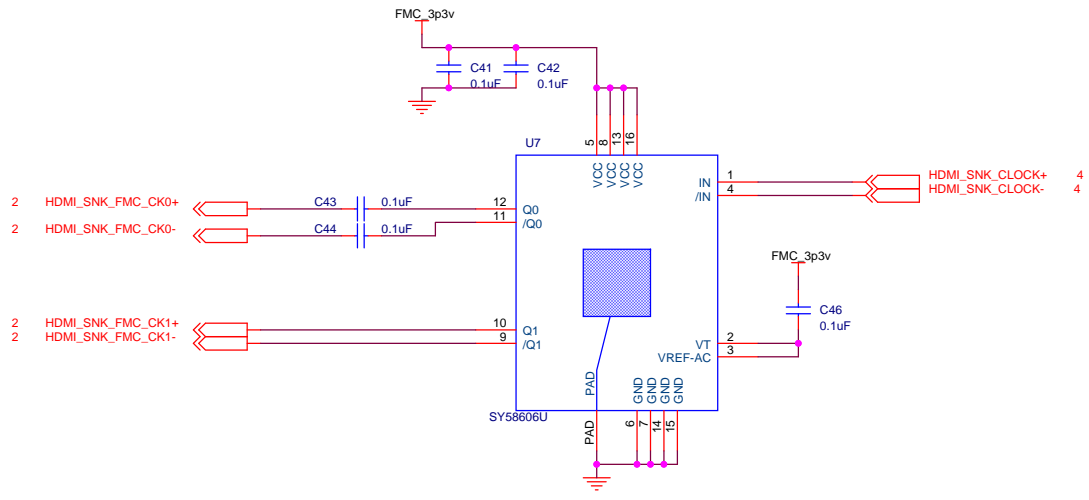 FMC_3p3v
C41
0.1uF
C42
0.1uF
U7
5
8
13
16
VCC
VCC
VCC
VCC
2 HDMI_SNK_FMC_CK0+
C43
0.1uF
12
Q0
2 HDMI_SNK_FMC_CK0-
C44
0.1uF
11
/Q0
IN
1
HDMI_SNK_CLOCK+ 4
/IN
4
HDMI_SNK_CLOCK- 4
FMC_3p3v
C46
0.1uF
2 HDMI_SNK_FMC_CK1+
10
Q1
2 HDMI_SNK_FMC_CK1-
9
/Q1
VT
2
VREF-AC
3
PAD
GND
GND
GND
GND
SY58606U
PAD
6
7
14
15